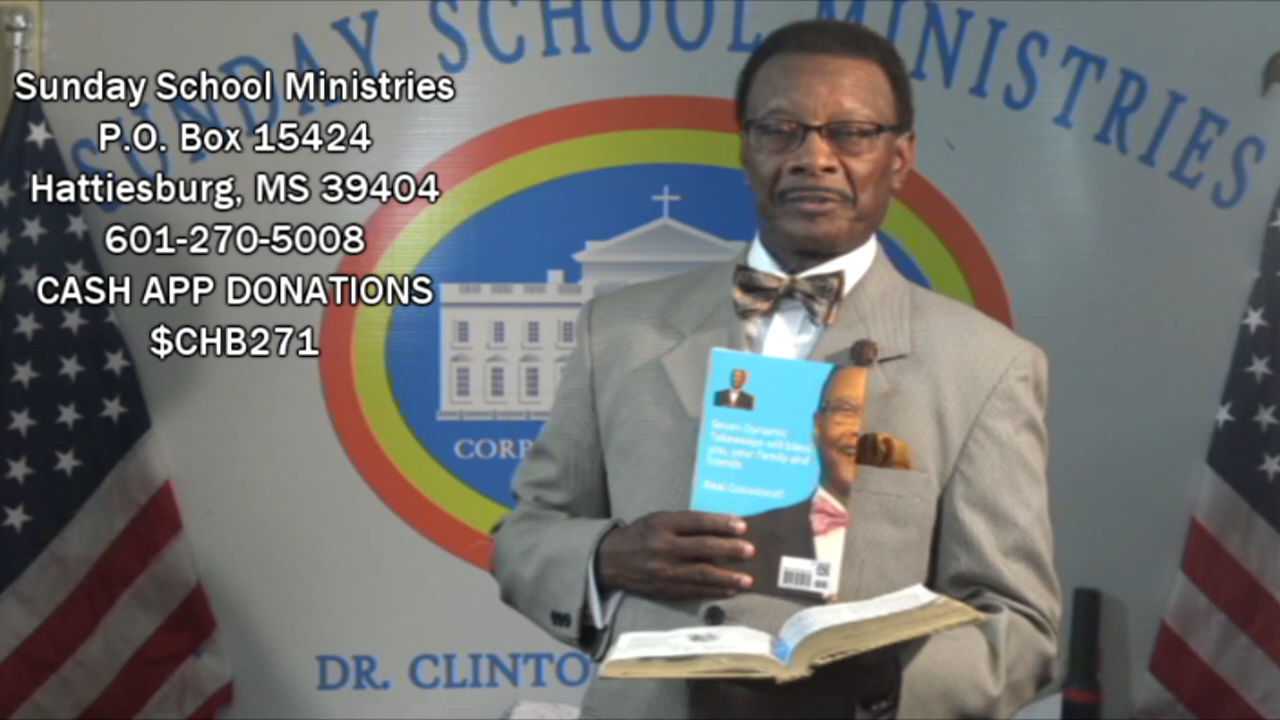 SUNDAY SCHOOL MINISTRIES
Sunday School Ministries
P.O. Box 15424
Hattiesburg, MS 39404
601-270-5008
CASH APP DONATIONS
$CHB271
CORP
Seven Dynamic
Takeaways will bless
you, your family and
friends
DR. CLINTO